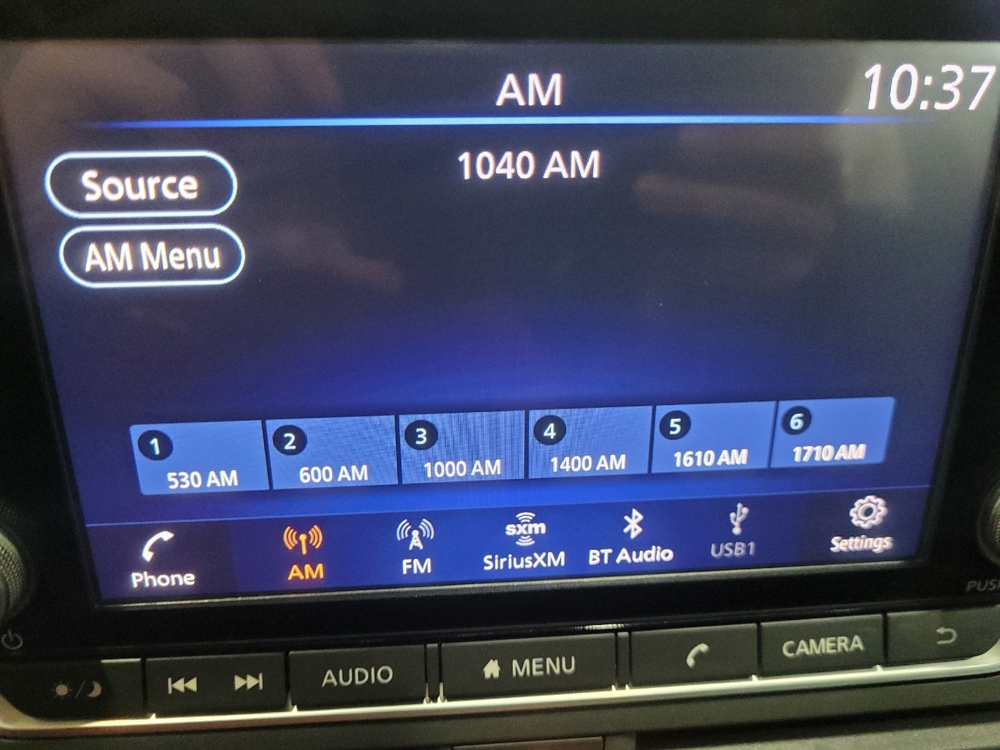 AM
10:37
1040 AM
Source
AM Menu
1
530 AM
2
600 AM
3
1000 AM
4
1400 AM
5
1610 AM
6
1710 AM
Phone
AM
FM
sxm
SiriusXM
BT Audio
USB1
Settings
PUS
AUDIO
MENU
CAMERA